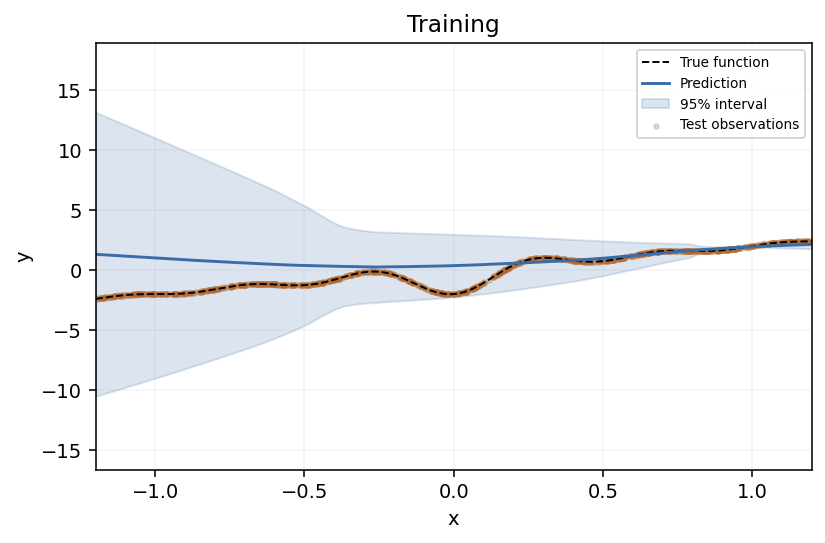 Training
True function
Prediction
95% interval
Test observations
15
10
5
0
−5
−10
−15
y
−1.0 −0.5 0.0 0.5 1.0
x